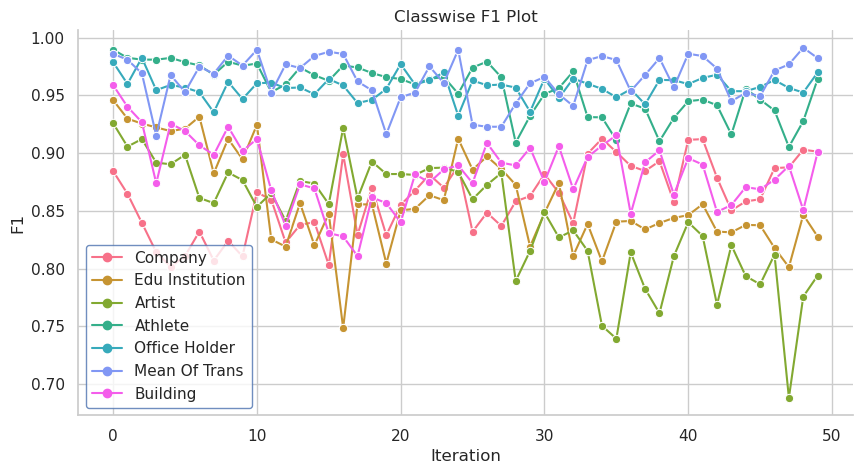 Classwise F1 Plot
1.00
0.95
0.90
0.85
0.80
0.75
0.70
F1
Company
Edu Institution
Artist
Athlete
Office Holder
Mean Of Trans
Building
0 10 20 30 40 50
Iteration